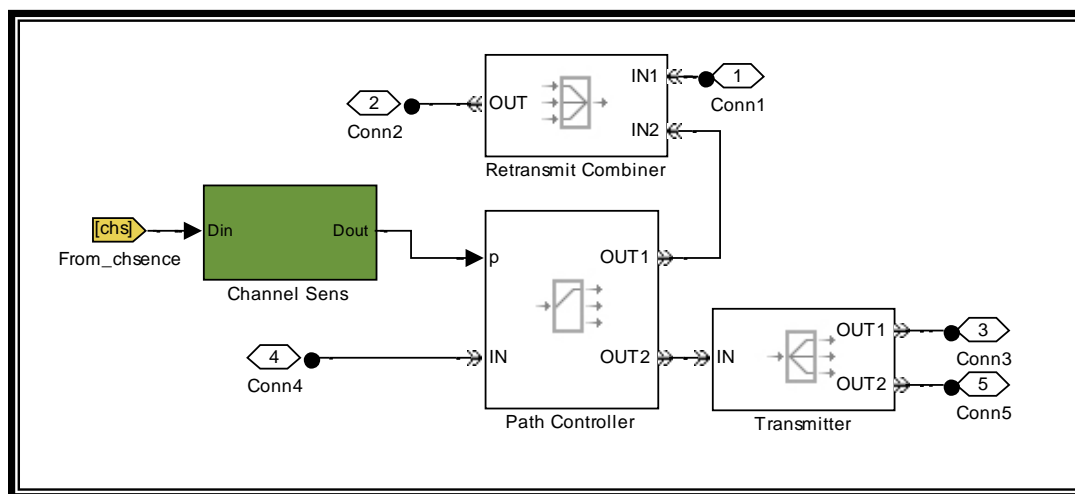 IN1
1
Conn1
2
OUT
Conn2
IN2
Retransmit Combiner
[chs]
From_chsence
Din
Dout
Channel Sens
p
OUT1
4
Conn4
IN
OUT2
Path Controller
IN
OUT1
3
Conn3
OUT2
5
Conn5
Transmitter